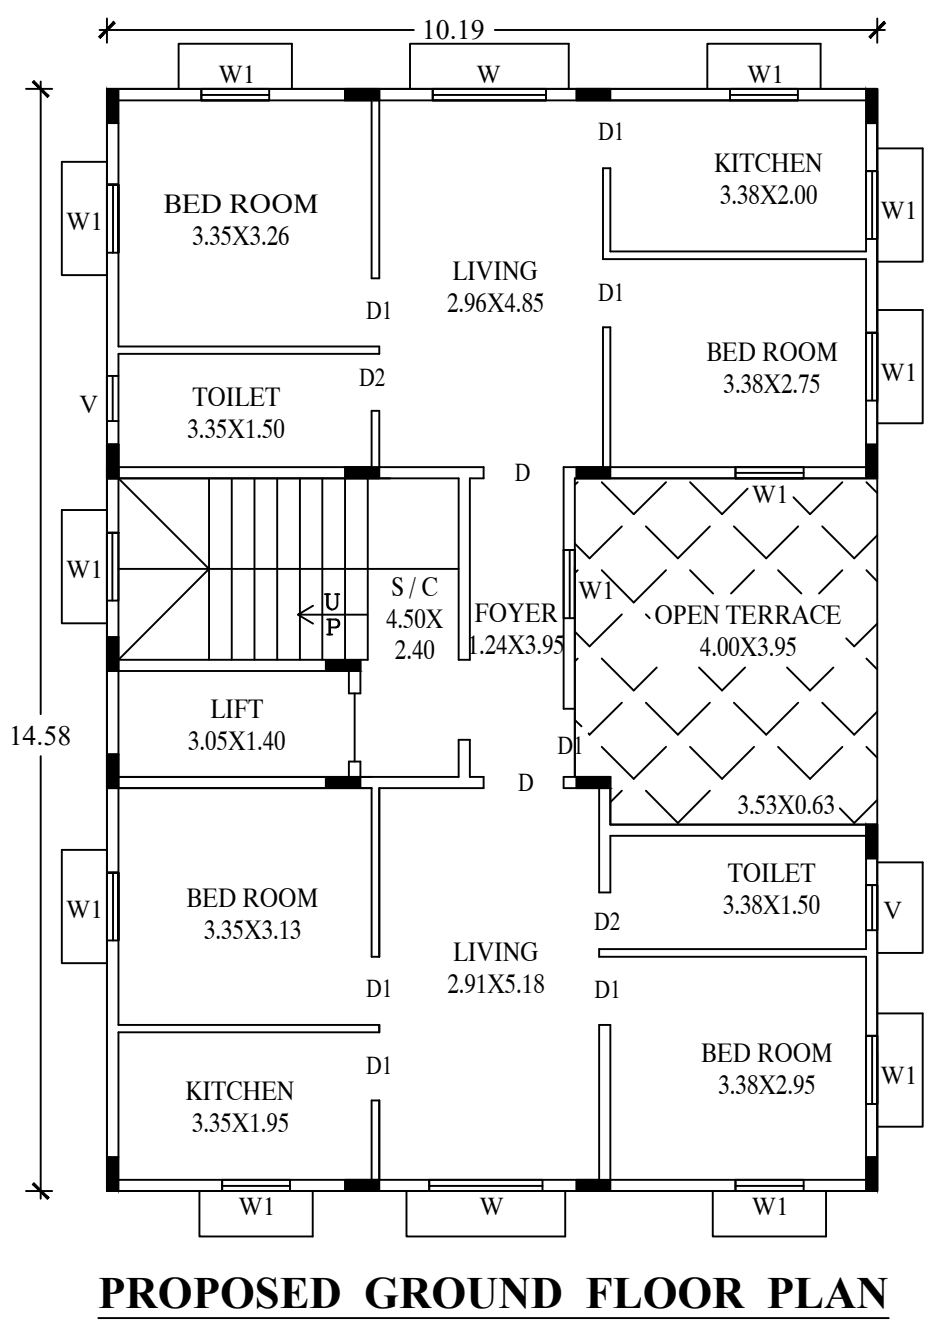 10.19
W1
W
W1
D1
KITCHEN
3.38X2.00
BED ROOM
3.35X3.26
W1
W1
LIVING
2.96X4.85
D1
D1
BED ROOM
3.38X2.75
W1
D2
TOILET
3.35X1.50
V
D
W1
W1
S / C
4.50X
2.40
UP
FOYER
1.24X3.95
W1
OPEN TERRACE
4.00X3.95
LIFT
3.05X1.40
14.58
D1
D
3.53X0.63
TOILET
3.38X1.50
BED ROOM
3.35X3.13
W1
V
D2
LIVING
2.91X5.18
D1
D1
BED ROOM
3.38X2.95
D1
W1
KITCHEN
3.35X1.95
W1
W
W1
PROPOSED GROUND FLOOR PLAN